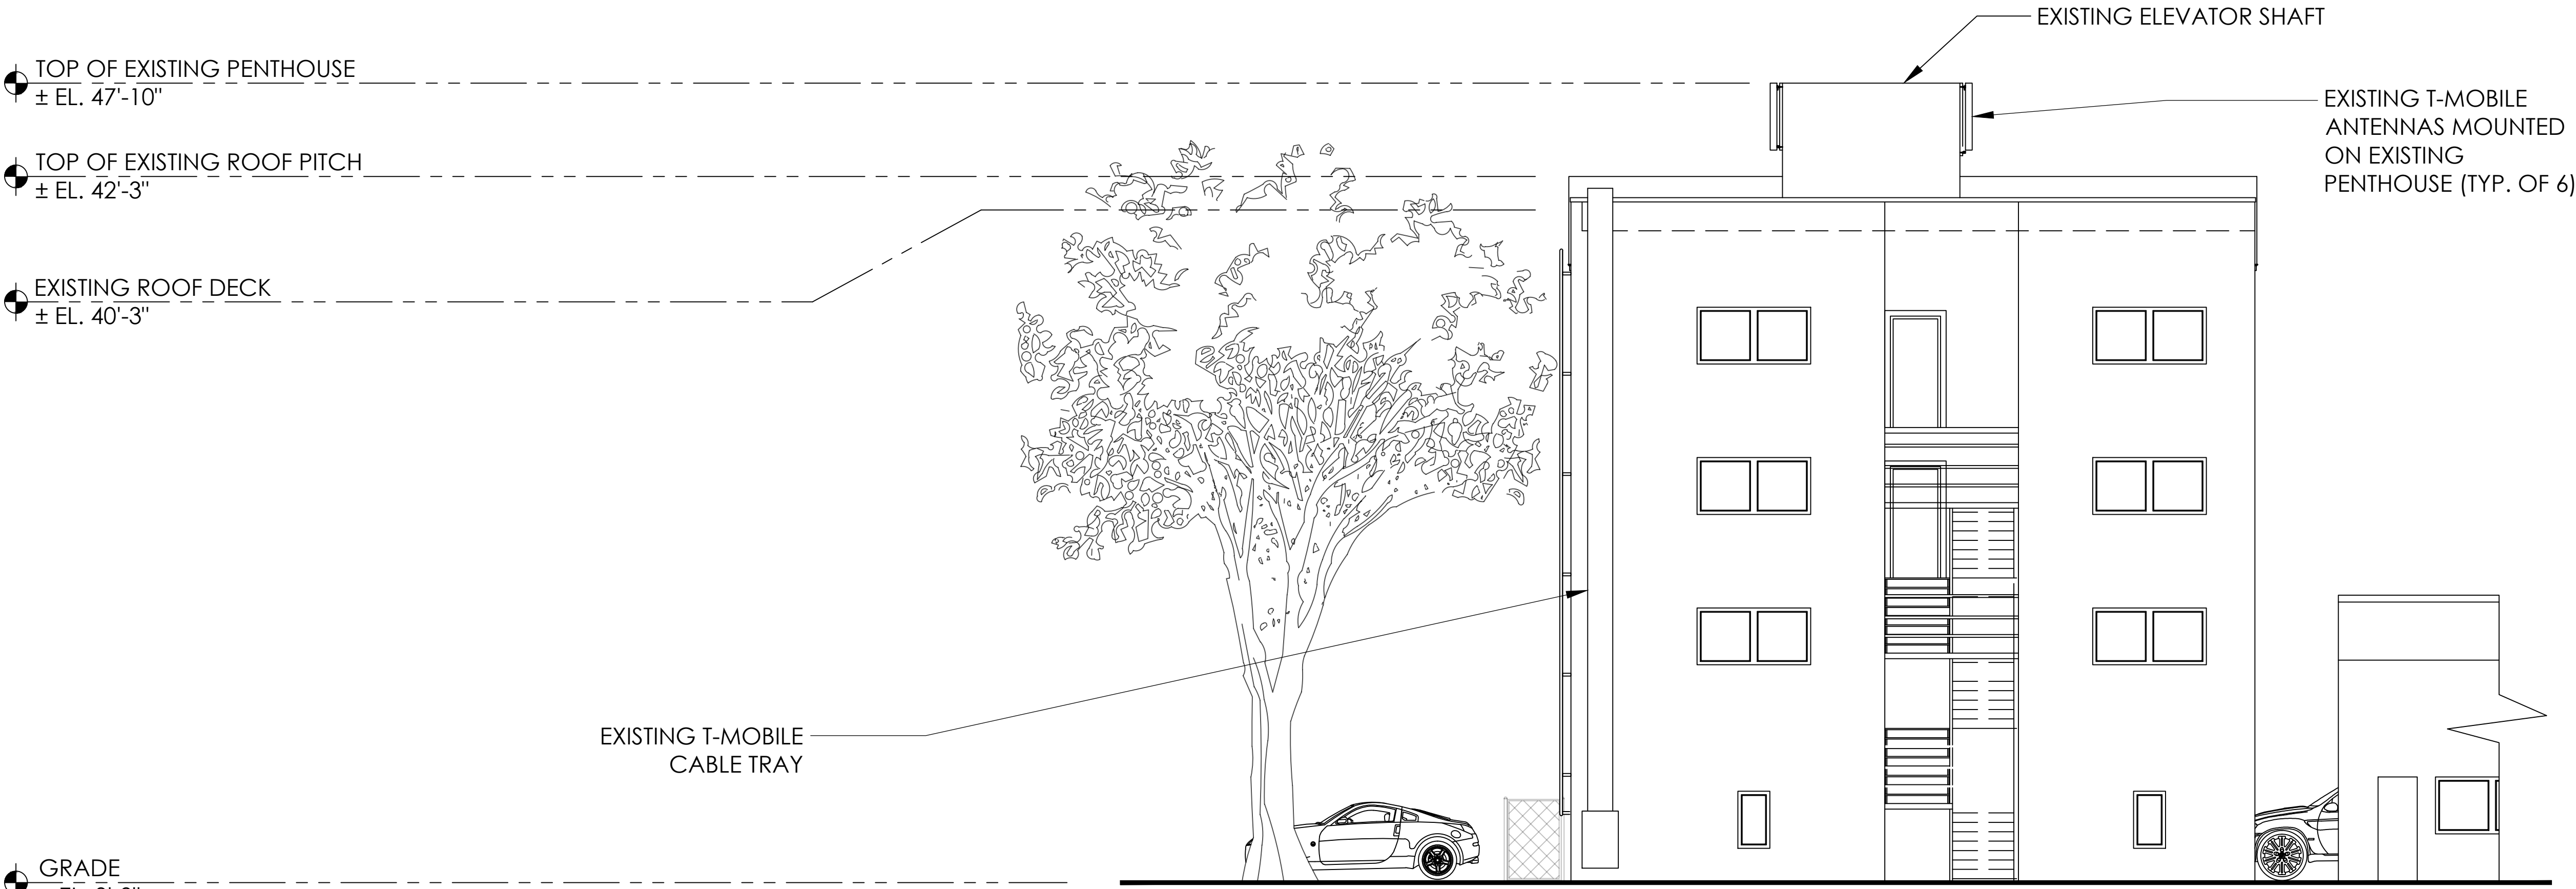 EXISTING ELEVATOR SHAFT
TOP OF EXISTING PENTHOUSE
± EL. 47'-10"
EXISTING T-MOBILE
ANTENNAS MOUNTED
ON EXISTING
PENTHOUSE (TYP. OF 6)
TOP OF EXISTING ROOF PITCH
± EL. 42'-3"
EXISTING ROOF DECK
± EL. 40'-3"
EXISTING T-MOBILE
CABLE TRAY
GRADE